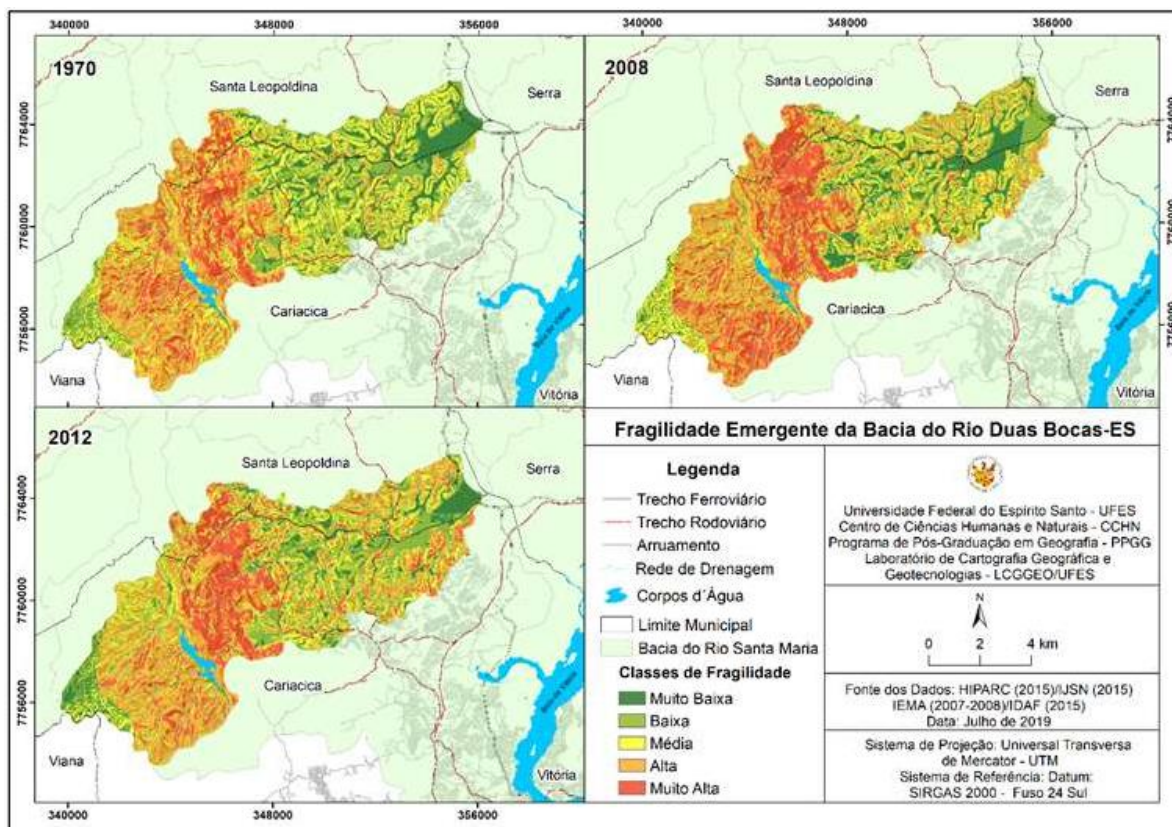 340000
348000
356000
340000
348000
356000
1970
Santa Leopoldina
Serra
7764000
7760000
7756000
Cariacica
Viana
Vitória
2008
Santa Leopoldina
Serra
7764000
7760000
7756000
Cariacica
Viana
Vitória
2012
Santa Leopoldina
Serra
7764000
7760000
7756000
Cariacica
Viana
Vitória
340000
348000
356000
Fragilidade Emergente da Bacia do Rio Duas Bocas-ES
Legenda
Trecho Ferroviário
Trecho Rodoviário
Arruamento
Rede de Drenagem
Corpos d´Água
Limite Municipal
Bacia do Rio Santa Maria
Classes de Fragilidade
Muito Baixa
Baixa
Média
Alta
Muito Alta
Universidade Federal do Espírito Santo - UFES
Centro de Ciências Humanas e Naturais - CCHN
Programa de Pós-Graduação em Geografia - PPGG
Laboratório de Cartografia Geográfica e
Geotecnologias - LCGGEO/UFES
N
0 2 4 km
Fonte dos Dados: HIPARC (2015)/IJSN (2015)
IEMA (2007-2008)/IDAF (2015)
Data: Julho de 2019
Sistema de Projeção: Universal Transversa
de Mercator - UTM
Sistema de Referência: Datum:
SIRGAS 2000 - Fuso 24 Sul